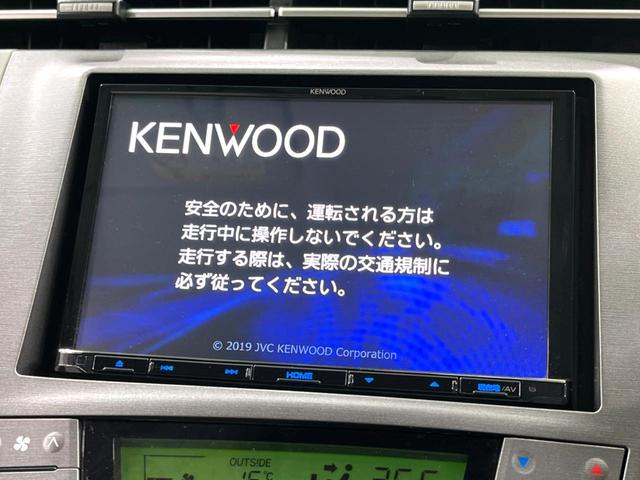 KENWOOD
KENWOOD
安全のために、運転される方は
走行中に操作しないでください。
走行する際は、実際の交通規制に
必ず従ってください。
© 2019 JVC KENWOOD Corporation
HOME
現在地/AV
OUTSIDE